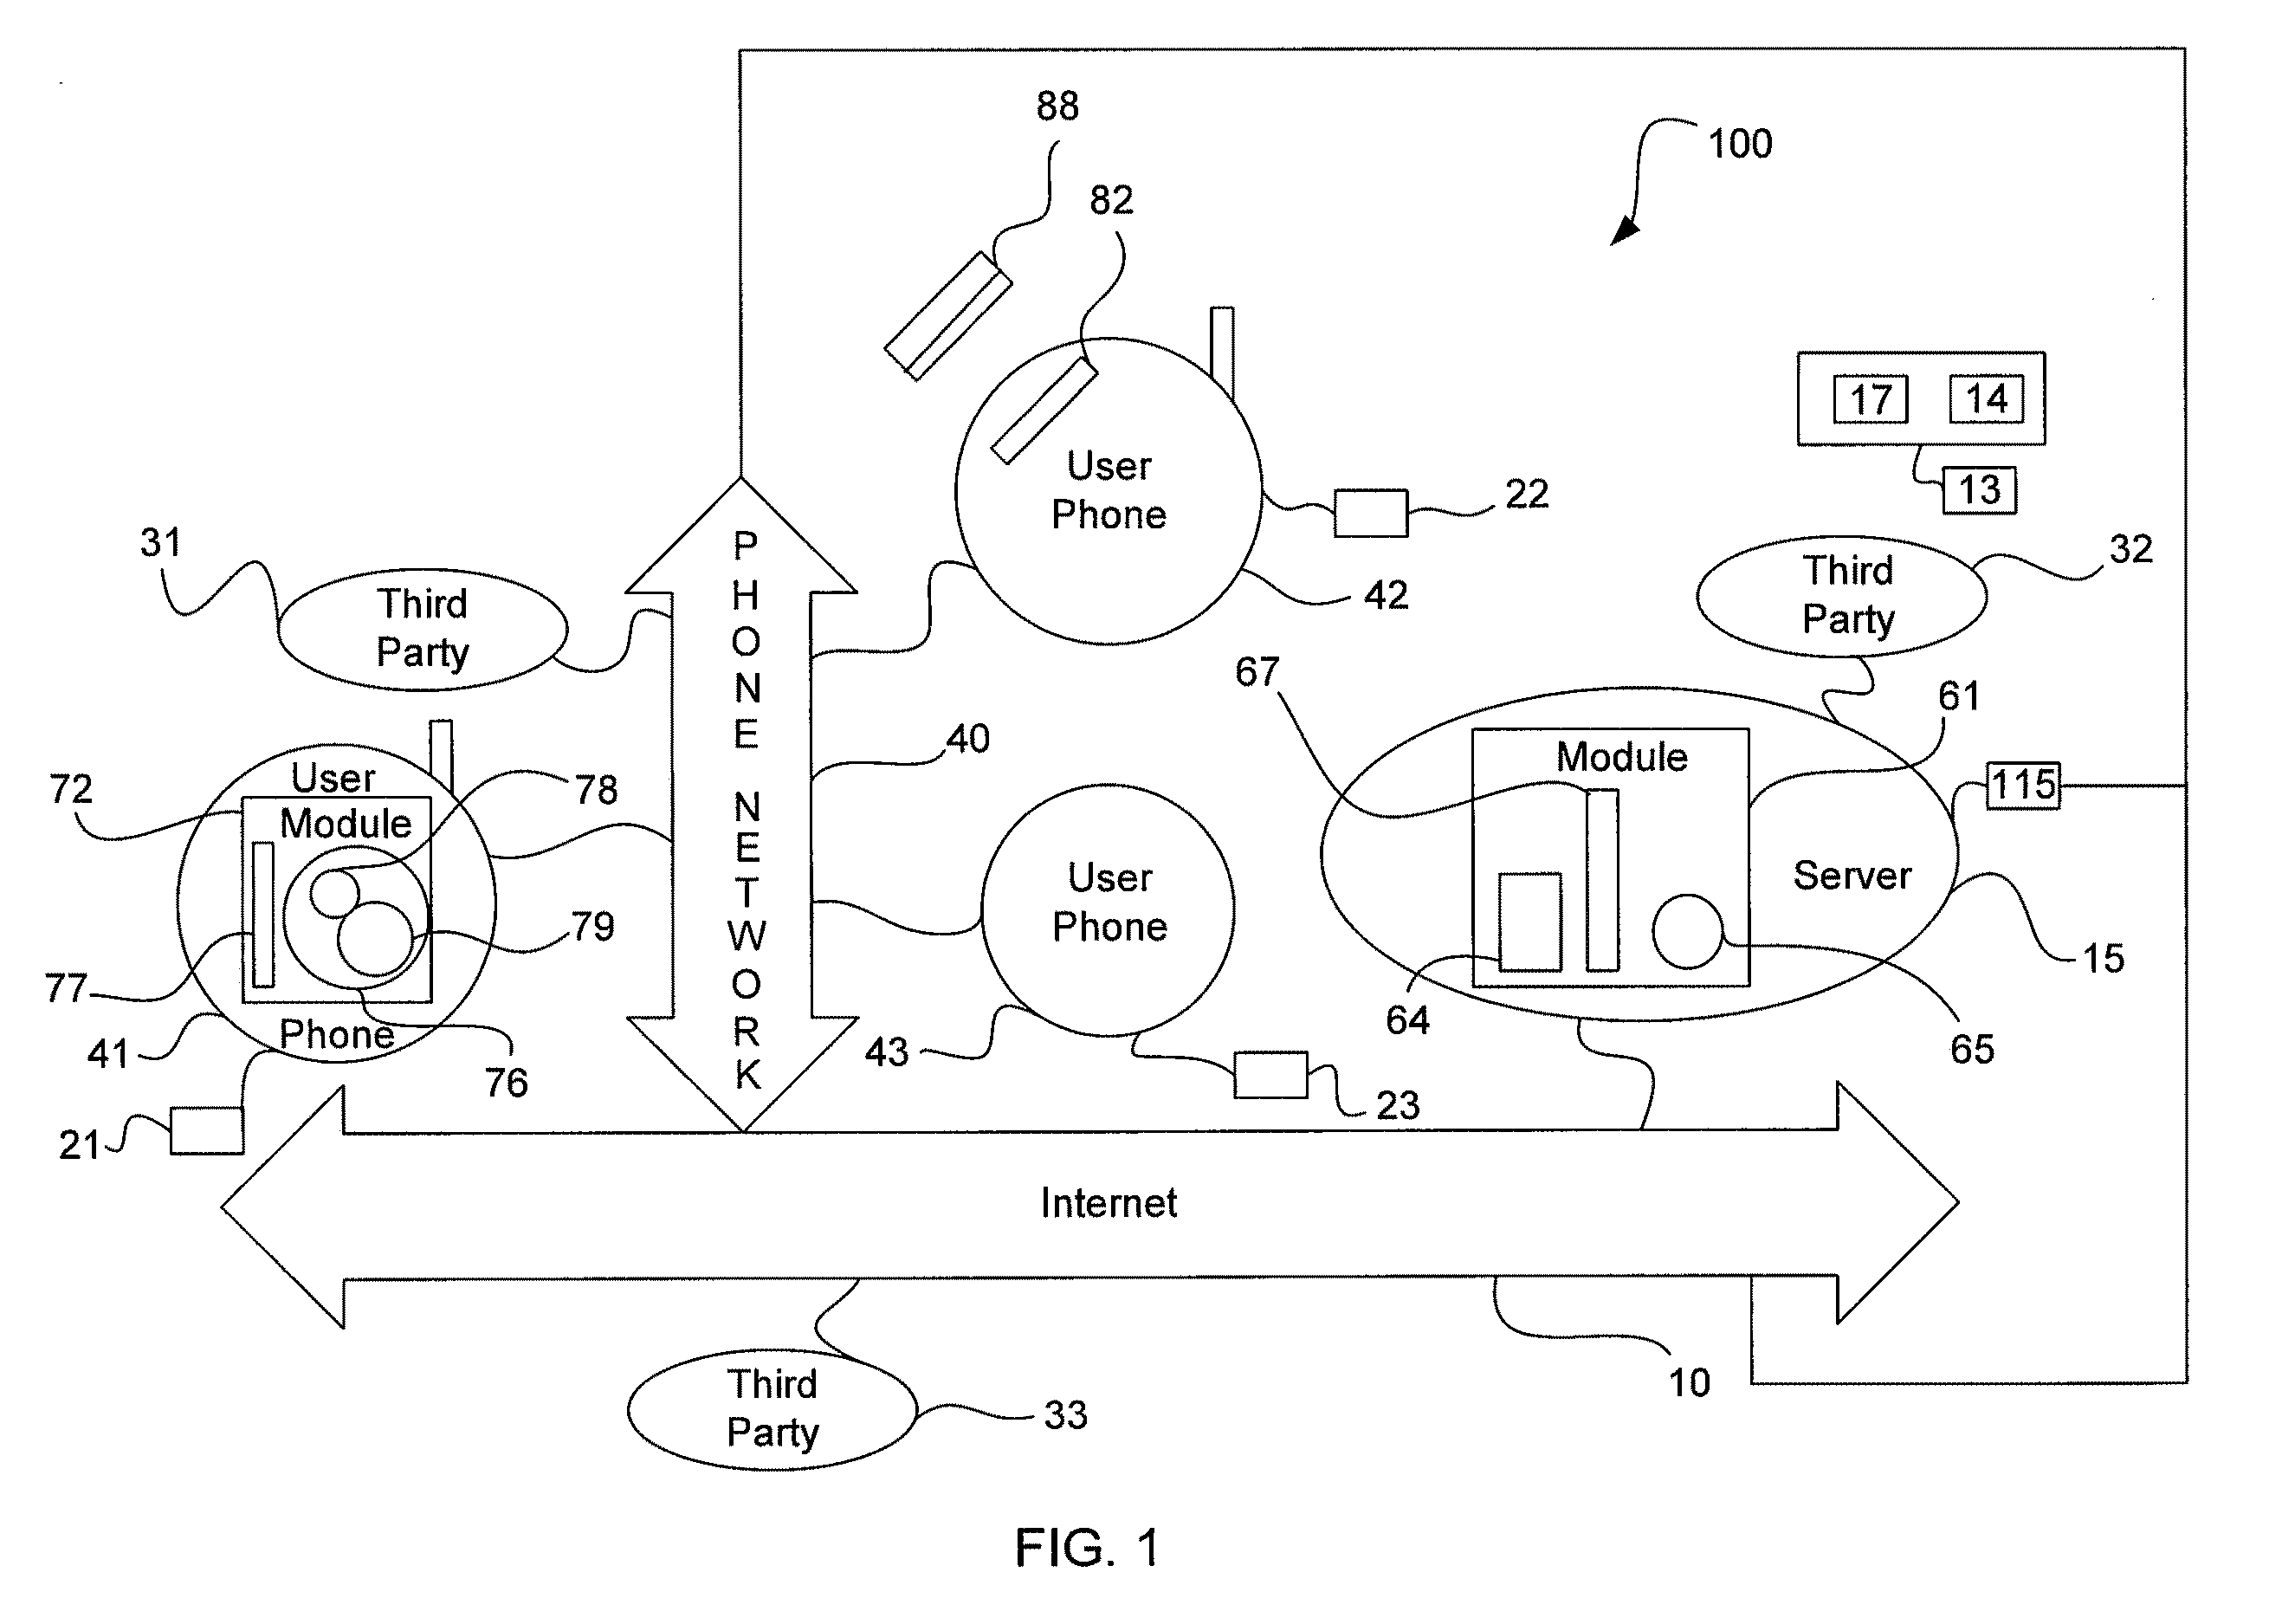 88
100
82
17
14
13
User
Phone
22
42
31
Third
Party
32
Third
Party
PHONE NETWORK
40
67
61
Module
115
Server
15
64
65
User
72
Module
78
79
77
41
Phone
76
21
User
Phone
43
23
Internet
10
Third
Party
33
FIG. 1